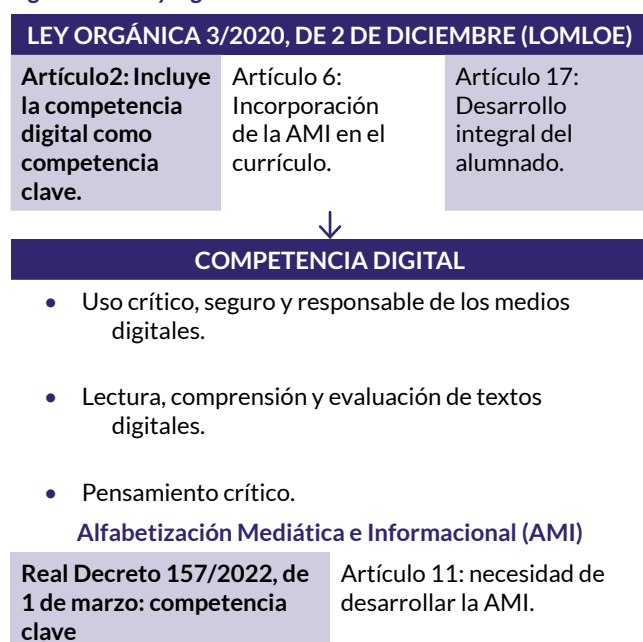 LEY ORGÁNICA 3/2020, DE 2 DE DICIEMBRE (LOMLOE)
Artículo2: Incluye
la competencia
digital como
competencia
clave.
Artículo 6:
Incorporación
de la AMI en el
currículo.
Artículo 17:
Desarrollo
integral del
alumnado.
COMPETENCIA DIGITAL
• Uso crítico, seguro y responsable de los medios
digitales.
• Lectura, comprensión y evaluación de textos
digitales.
• Pensamiento crítico.
Alfabetización Mediática e Informacional (AMI)
Real Decreto 157/2022, de
1 de marzo: competencia
clave
Artículo 11: necesidad de
desarrollar la AMI.